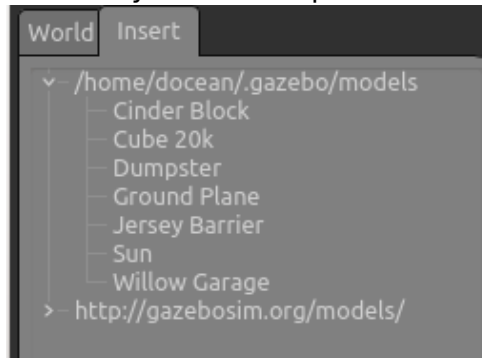 World
Insert
/home/docean/.gazebo/models
Cinder Block
Cube 20k
Dumpster
Ground Plane
Jersey Barrier
Sun
Willow Garage
http://gazebosim.org/models/